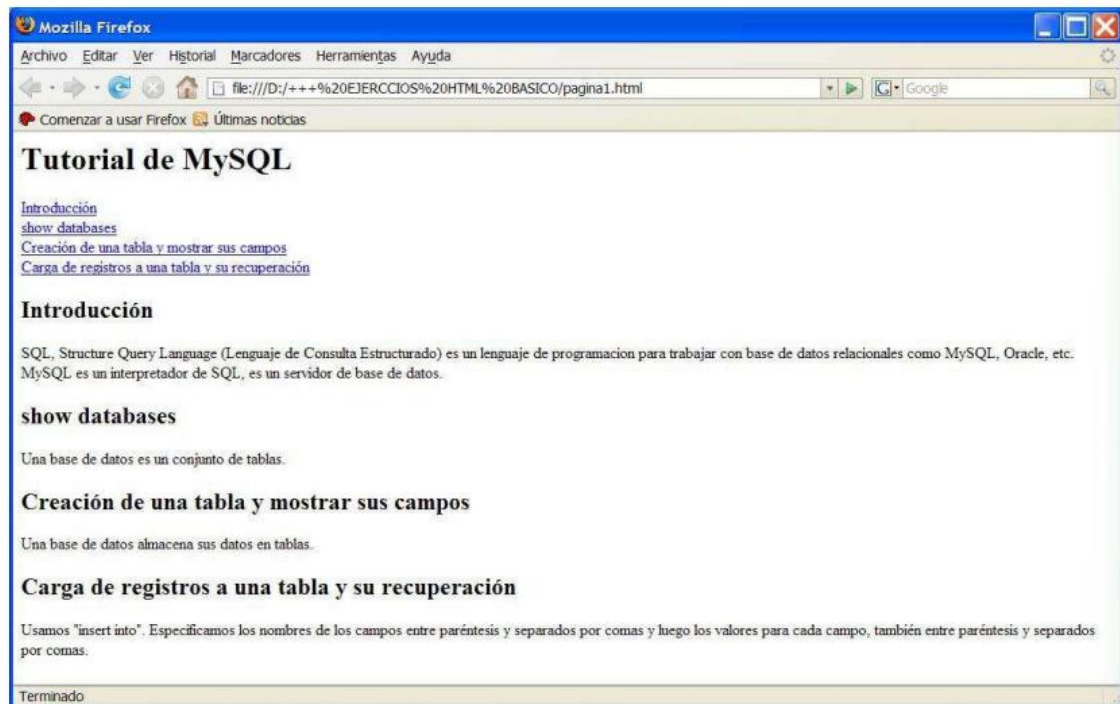 Mozilla Firefox
Archivo Editar Ver Historial Marcadores Herramientas Ayuda
file:///D:/+++%20EJERCCIOS%20HTML%20BASICO/pagina1.html
G Google
Comenzar a usar Firefox Últimas noticias
Tutorial de MySQL
Introducción
show databases
Creación de una tabla y mostrar sus campos
Carga de registros a una tabla y su recuperación
Introducción
SQL, Structure Query Language (Lenguaje de Consulta Estructurado) es un lenguaje de programacion para trabajar con base de datos relacionales como MySQL, Oracle, etc.
MySQL es un interpretador de SQL, es un servidor de base de datos.
show databases
Una base de datos es un conjunto de tablas.
Creación de una tabla y mostrar sus campos
Una base de datos almacena sus datos en tablas.
Carga de registros a una tabla y su recuperación
Usamos "insert into". Especificamos los nombres de los campos entre paréntesis y separados por comas y luego los valores para cada campo, también entre paréntesis y separados
por comas.
Terminado